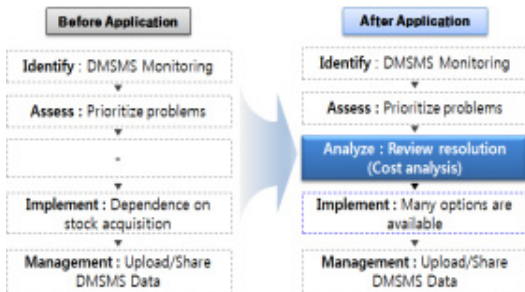 Before Application
Identify : DMSMS Monitoring
Assess : Prioritize problems
-
Implement : Dependence on
stock acquisition
Management : Upload/Share
DMSMS Data
After Application
Identify : DMSMS Monitoring
Assess : Prioritize problems
Analyze : Review resolution
(Cost analysis)
Implement : Many options are
available
Management : Upload/Share
DMSMS Data